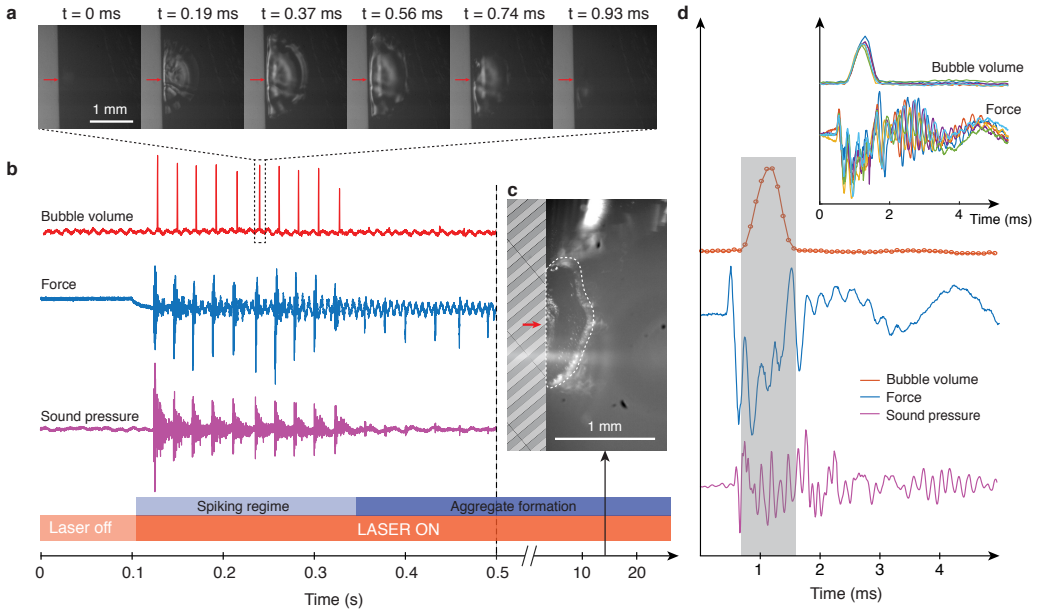 a
t = 0 ms t = 0.19 ms t = 0.37 ms t = 0.56 ms t = 0.74 ms t = 0.93 ms
1 mm
b
Bubble volume
Force
Sound pressure
c
1 mm
Spiking regime Aggregate formation
Laser off LASER ON
0 0.1 0.2 0.3 0.4 0.5 10 20
Time (s)
d
Bubble volume
Force
0 2 4
Time (ms)
Bubble volume
Force
Sound pressure
1 2 3 4
Time (ms)